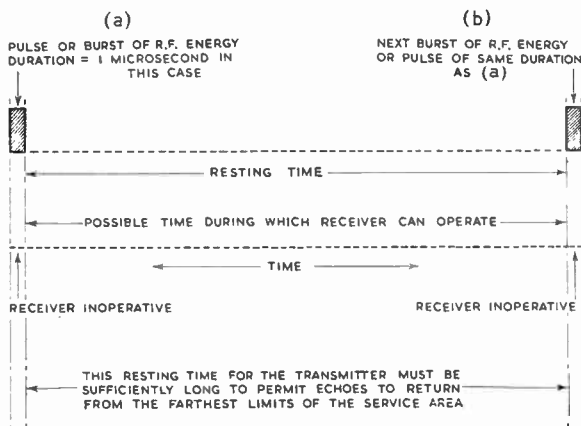 (a)
PULSE OR BURST OF R.F. ENERGY
DURATION = 1 MICROSECOND IN
THIS CASE
(b)
NEXT BURST OF R.F. ENERGY
OR PULSE OF SAME DURATION
AS (a)
RESTING TIME
POSSIBLE TIME DURING WHICH RECEIVER CAN OPERATE
TIME
RECEIVER INOPERATIVE
RECEIVER INOPERATIVE
THIS RESTING TIME FOR THE TRANSMITTER MUST BE
SUFFICIENTLY LONG TO PERMIT ECHOES TO RETURN
FROM THE FARTHEST LIMITS OF THE SERVICE AREA